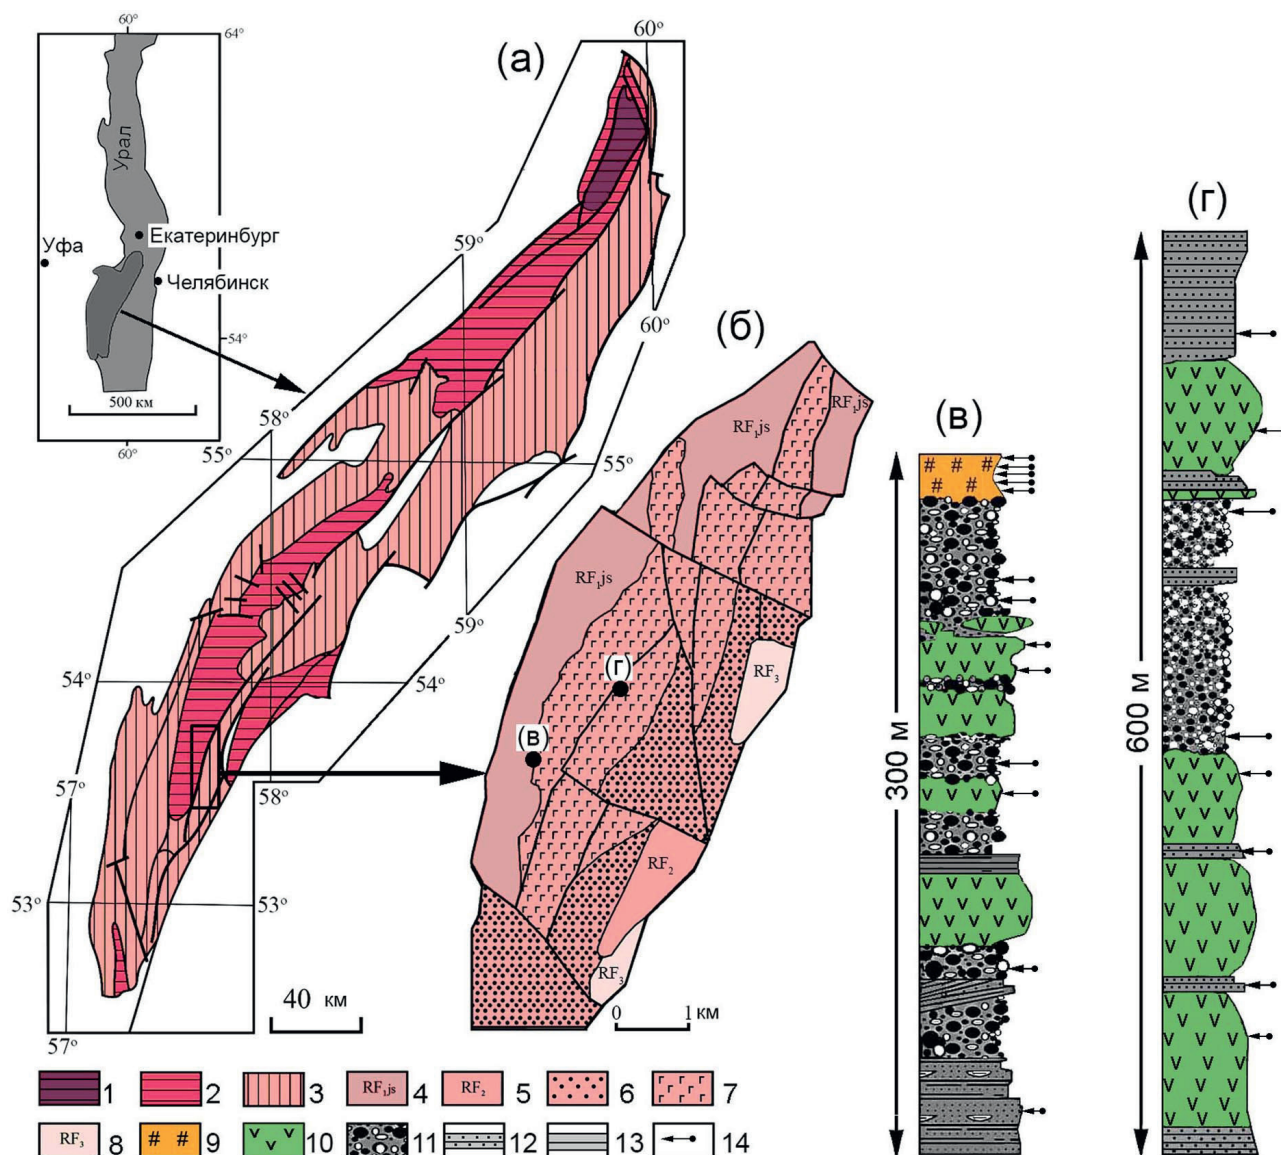 60°
64°
Урал
Уфа
Екатеринбург
Челябинск
54°
500 км
60°
(а)
60°
59°
60°
58°
55°
55°
59°
54°
54°
58°
57°
53°
53°
57°
40 км
(б)
RF₁js
RF₁js
RF₁js
RF₃
(г)
(в)
RF₂
RF₃
0 1 км
(в)
300 м
(г)
600 м
1 2 3 RF₁js 4 RF₂ 5 6 7
RF₃ 8 # # 9 10 11 12 13 14